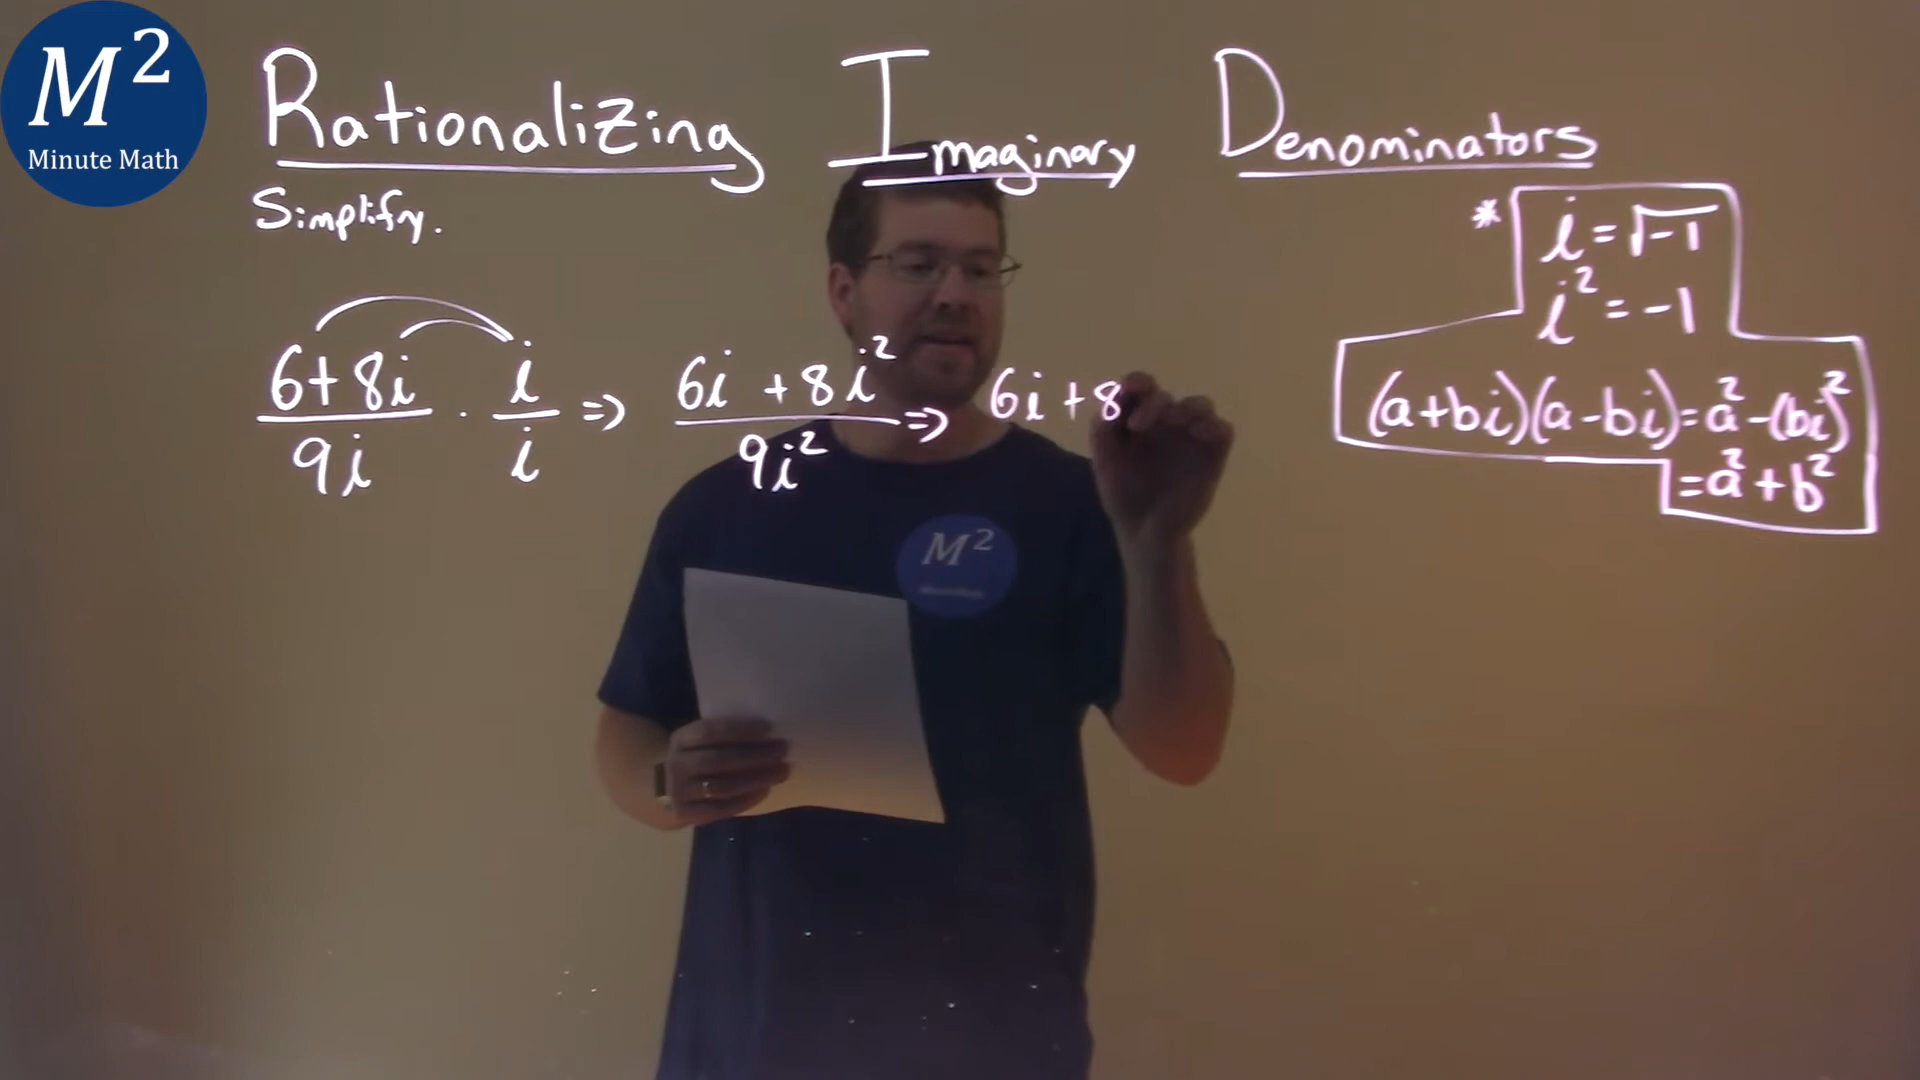 M²
Minute Math
Rationalizing Imaginary Denominators
Simplify.
* i = √-1
i² = -1
(a+bi)(a-bi) = a² - (bi)²
= a² + b²
6+8i/9i · i/i ⇒ 6i + 8i²/9i² ⇒ 6i + 8
M²